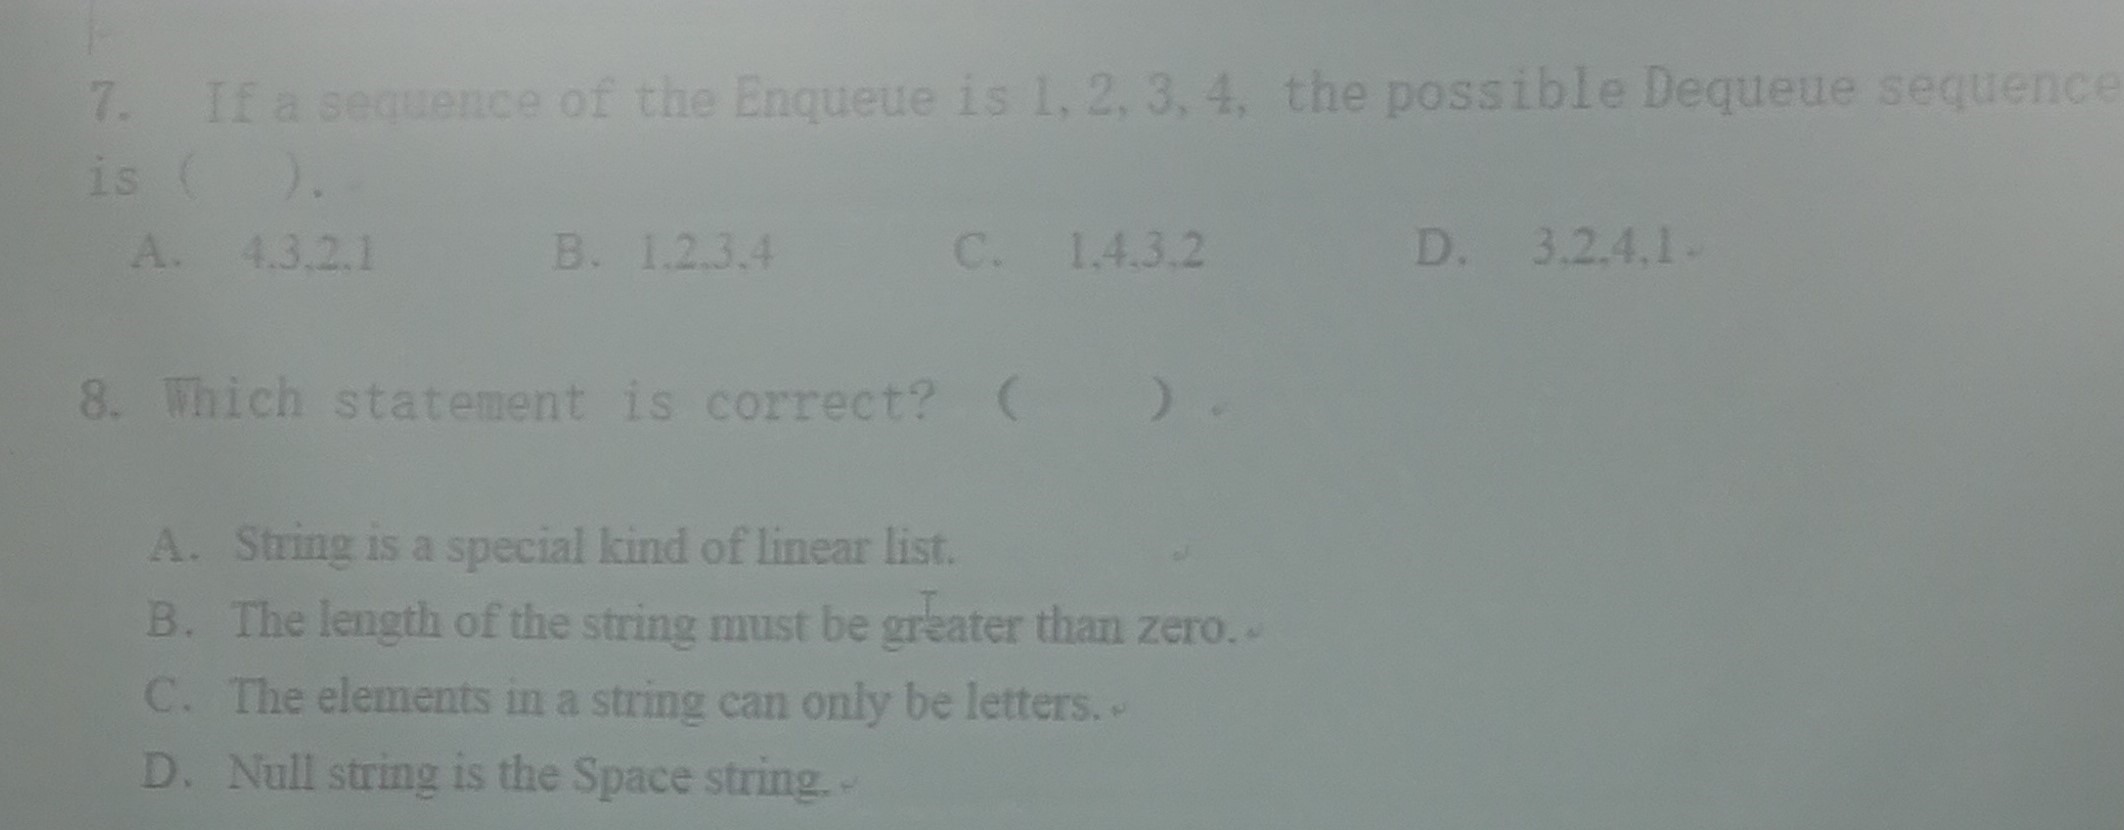 7. If a sequence of the Enqueue is 1, 2, 3, 4, the possible Dequeue sequence
is ( ).
A. 4.3.2.1 B. 1.2.3.4 C. 1.4.3.2 D. 3.2.4.1
8. Which statement is correct? ( ).
A. String is a special kind of linear list.
B. The length of the string must be greater than zero.
C. The elements in a string can only be letters.
D. Null string is the Space string.